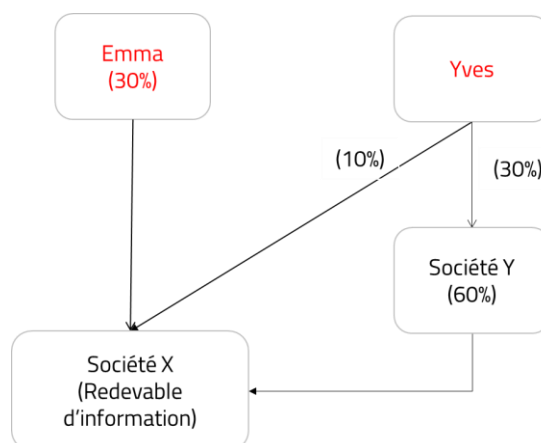 Emma
(30%)
Yves
(10%)
(30%)
Société Y
(60%)
Société X
(Redevable
d'information)